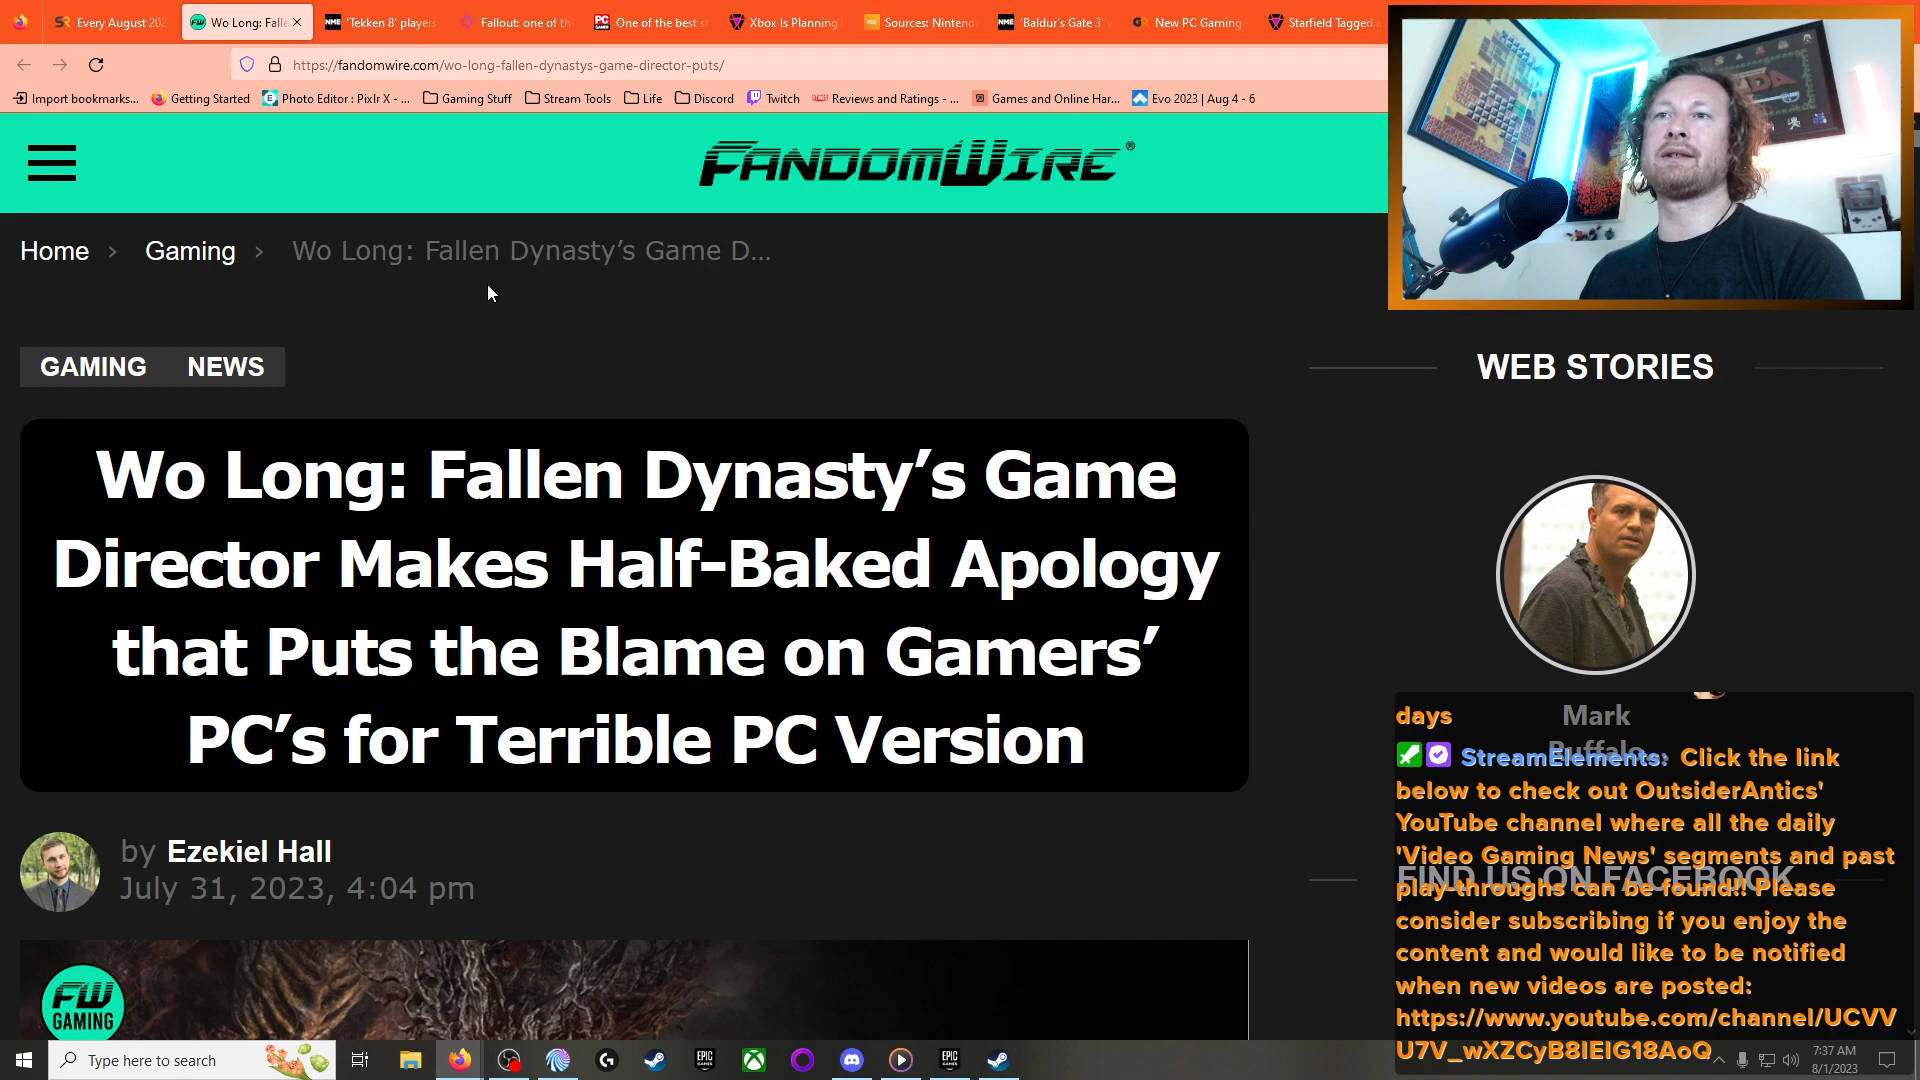 Every August 202
Wo Long: Falle
'Tekken 8' players
Fallout: one of th
One of the best s
Xbox Is Planning
Sources: Nintend
'Baldur's Gate 3'
New PC Gaming
Starfield Tagged
https://fandomwire.com/wo-long-fallen-dynastys-game-director-puts/
Import bookmarks...
Getting Started
Photo Editor : Pixlr X - ...
Gaming Stuff
Stream Tools
Life
Discord
Twitch
Reviews and Ratings - ...
Games and Online Har...
Evo 2023 | Aug 4 - 6
FANDOMWIRE®
Home › Gaming › Wo Long: Fallen Dynasty’s Game D...
GAMING NEWS
Wo Long: Fallen Dynasty’s Game
Director Makes Half-Baked Apology
that Puts the Blame on Gamers’
PC’s for Terrible PC Version
by Ezekiel Hall
July 31, 2023, 4:04 pm
FW
GAMING
WEB STORIES
Mark
Ruffalo
FIND US ON FACEBOOK
days
StreamElements: Click the link
below to check out OutsiderAntics'
YouTube channel where all the daily
'Video Gaming News' segments and past
play-throughs can be found!! Please
consider subscribing if you enjoy the
content and would like to be notified
when new videos are posted:
https://www.youtube.com/channel/UCVV
U7V_wXZCyB8IEIG18AoQ
Type here to search
7:37 AM
8/1/2023